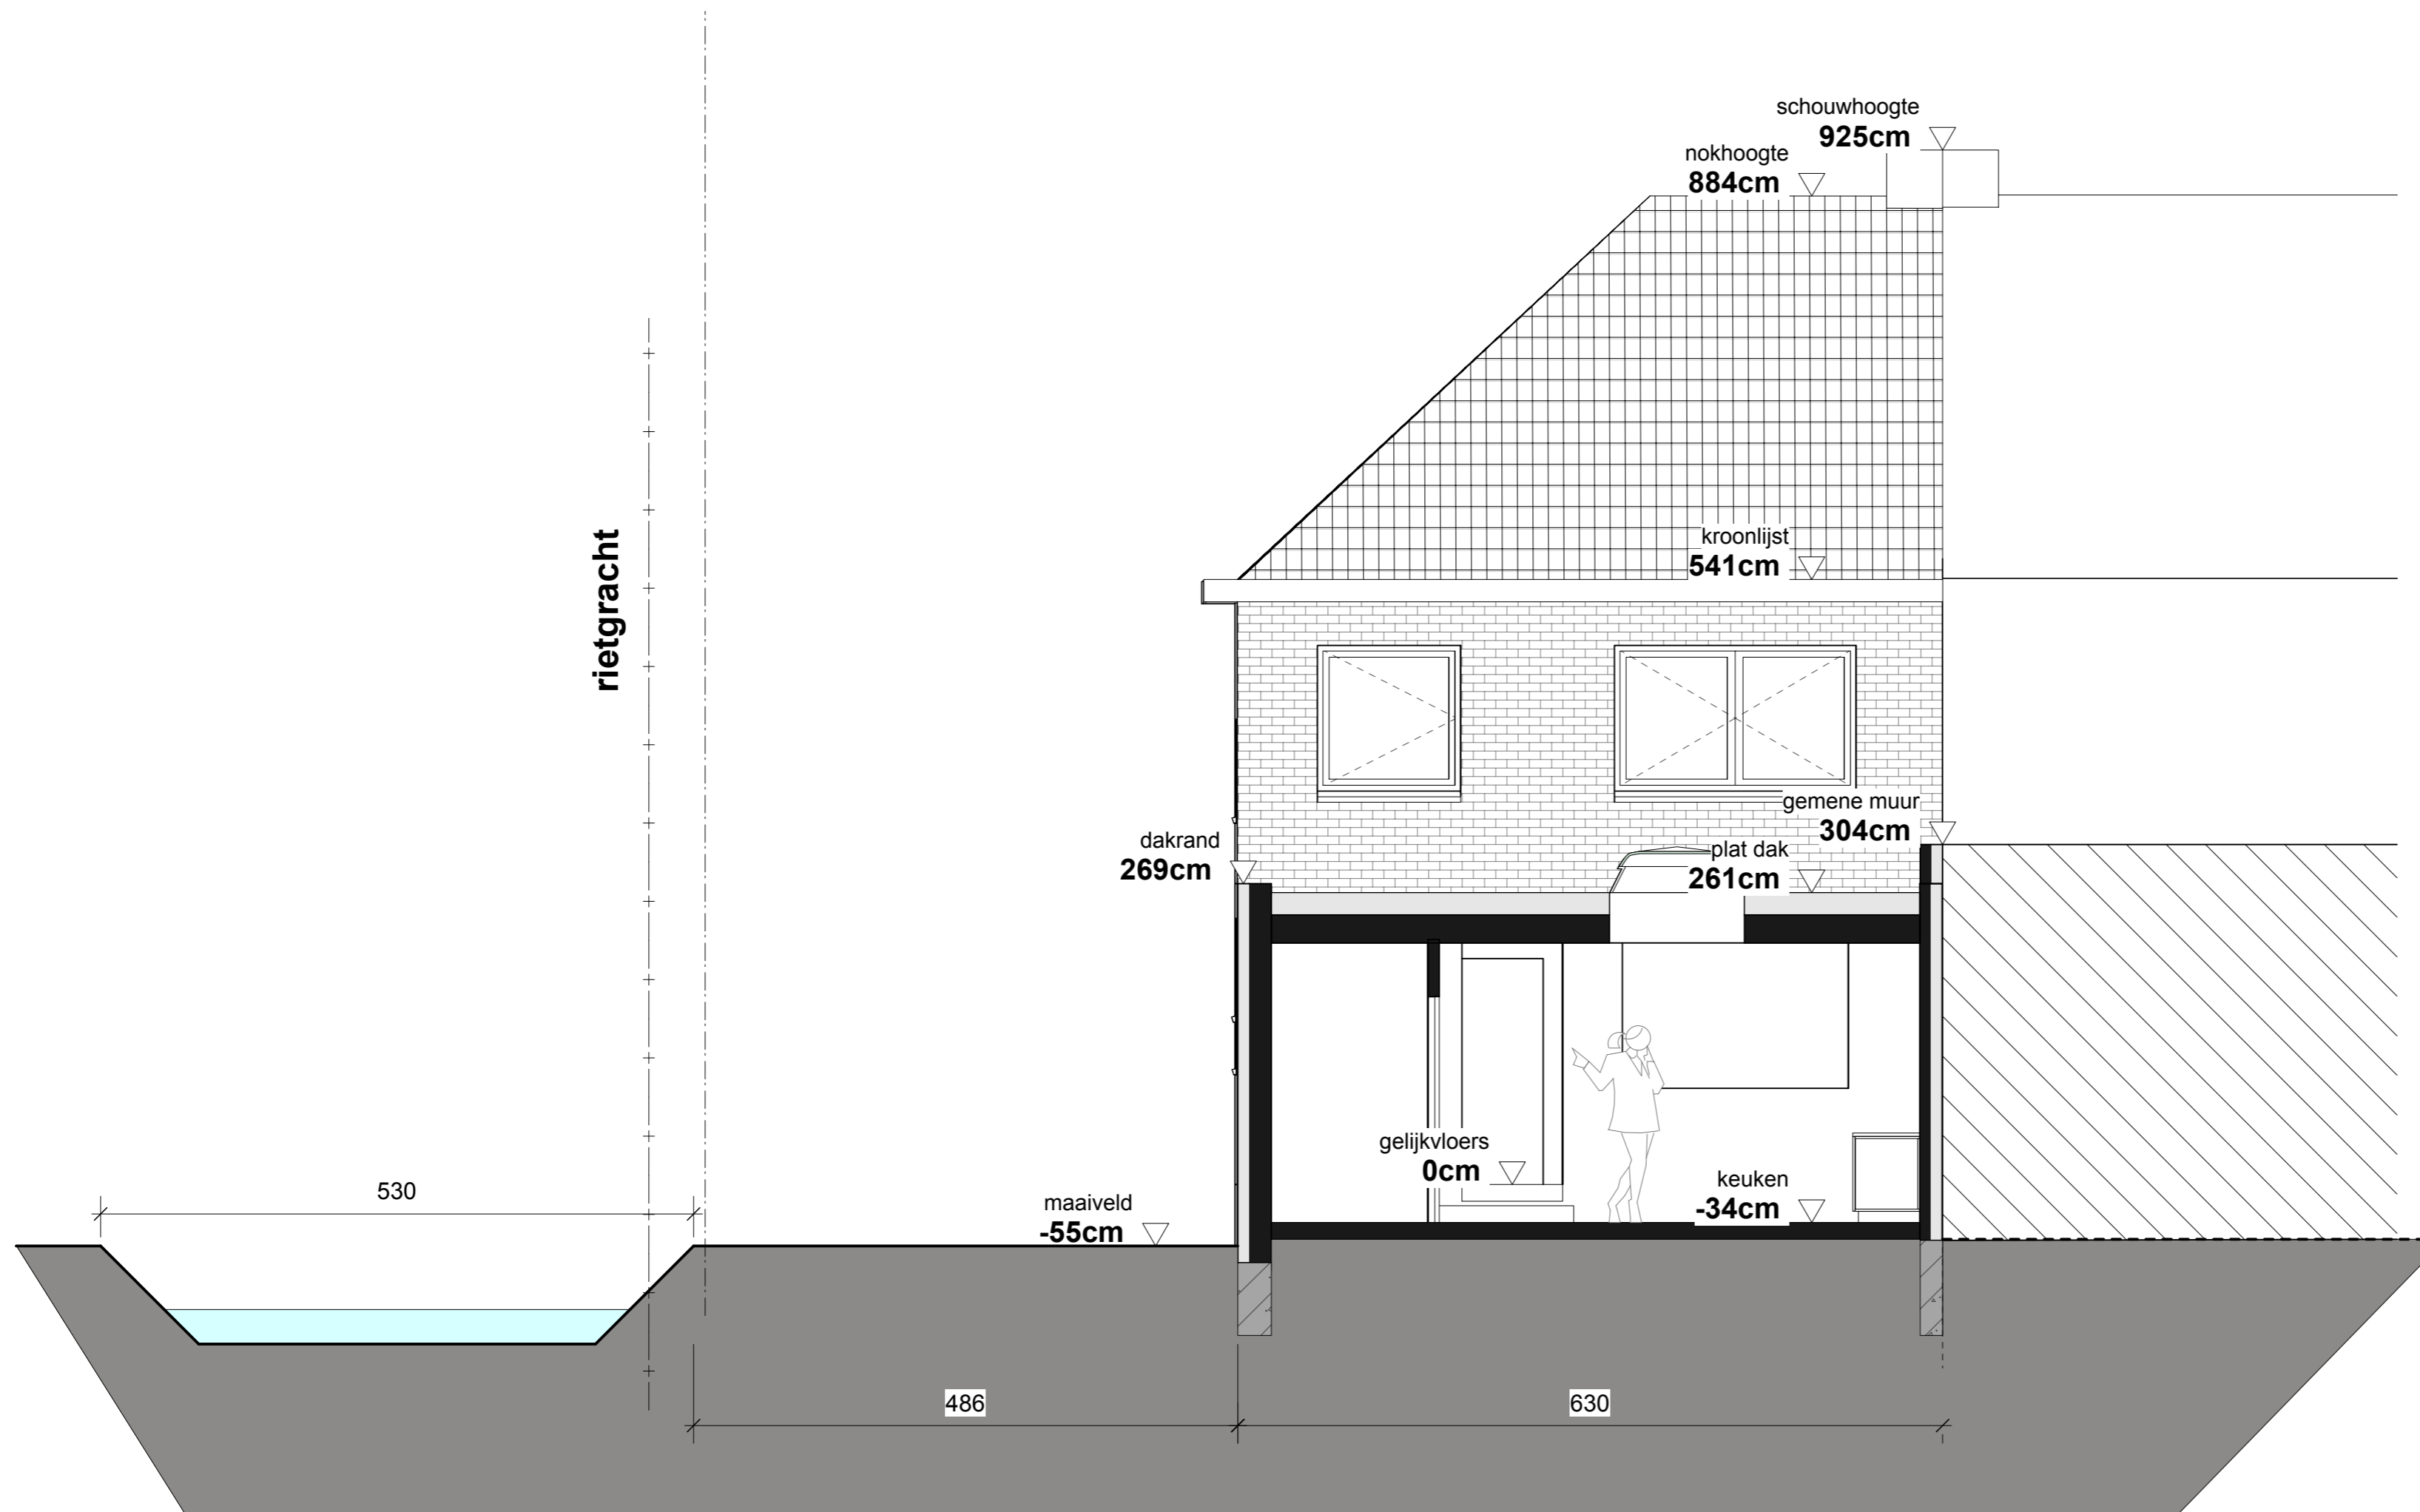 schouwhoogte
925cm
nokhoogte
884cm
rietgracht
kroonlijst
541cm
gemene muur
304cm
dakrand
269cm
plat dak
261cm
gelijkvloers
0cm
keuken
-34cm
530
maaiveld
-55cm
486
630